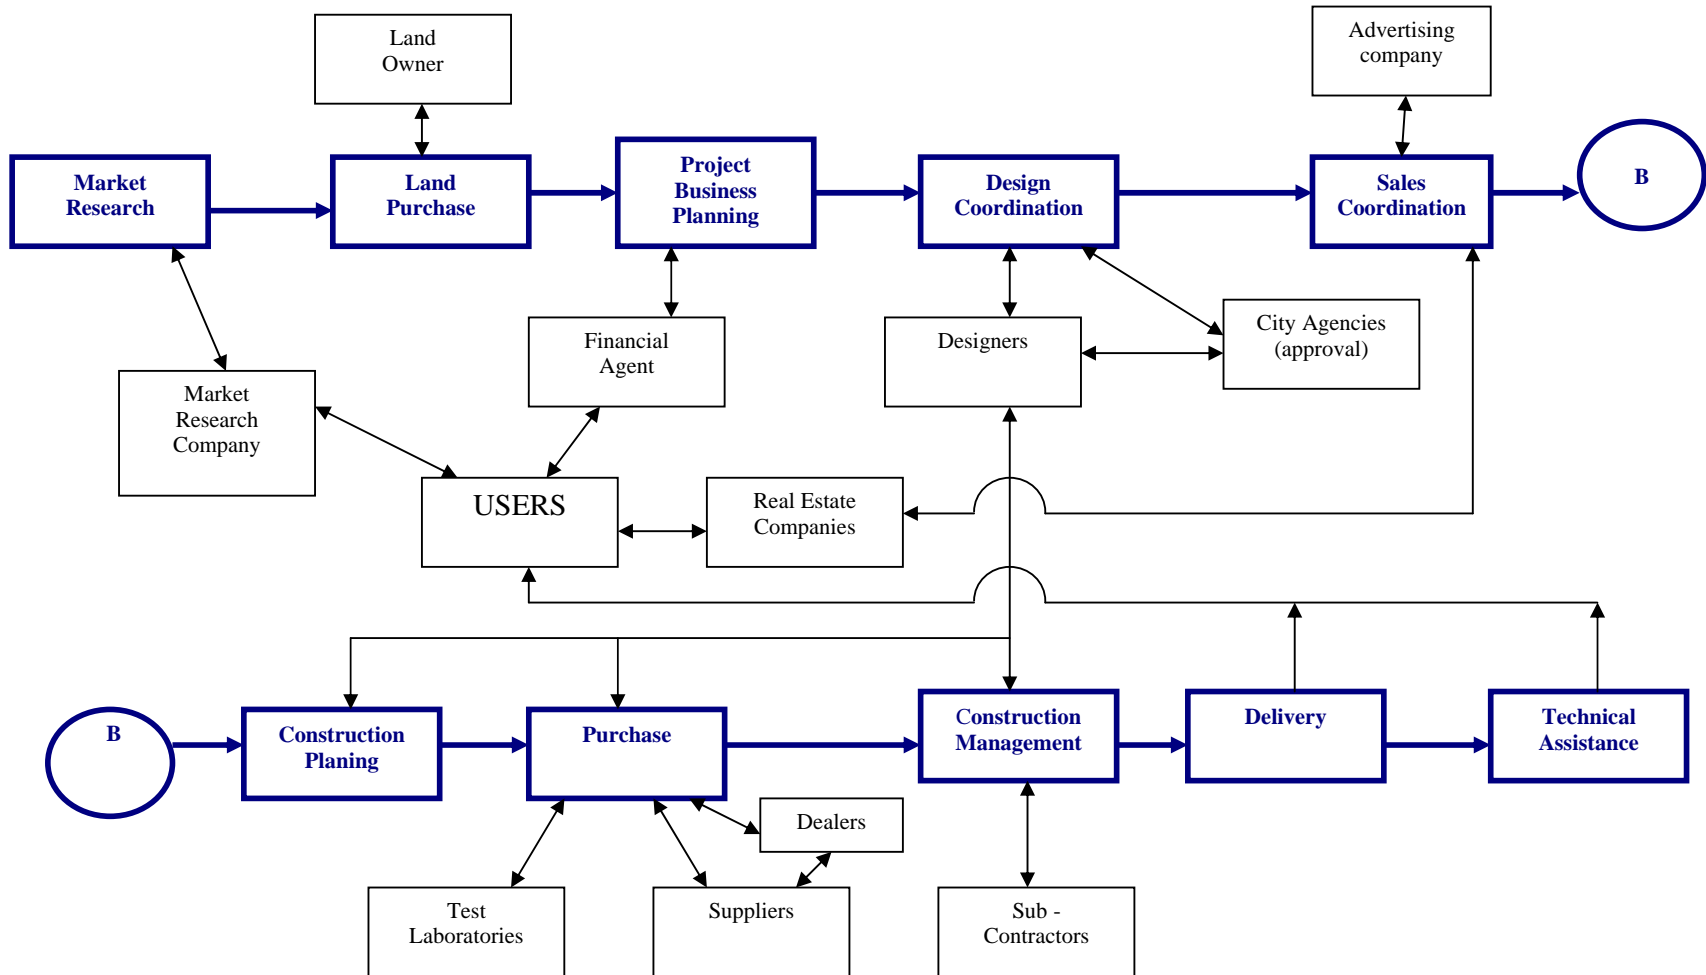 Land
Owner
Advertising
company
Market
Research
Land
Purchase
Project
Business
Planning
Design
Coordination
Sales
Coordination
B
Financial
Agent
Designers
City Agencies
(approval)
Market
Research
Company
USERS
Real Estate
Companies
B
Construction
Planing
Purchase
Construction
Management
Delivery
Technical
Assistance
Dealers
Test
Laboratories
Suppliers
Sub -
Contractors